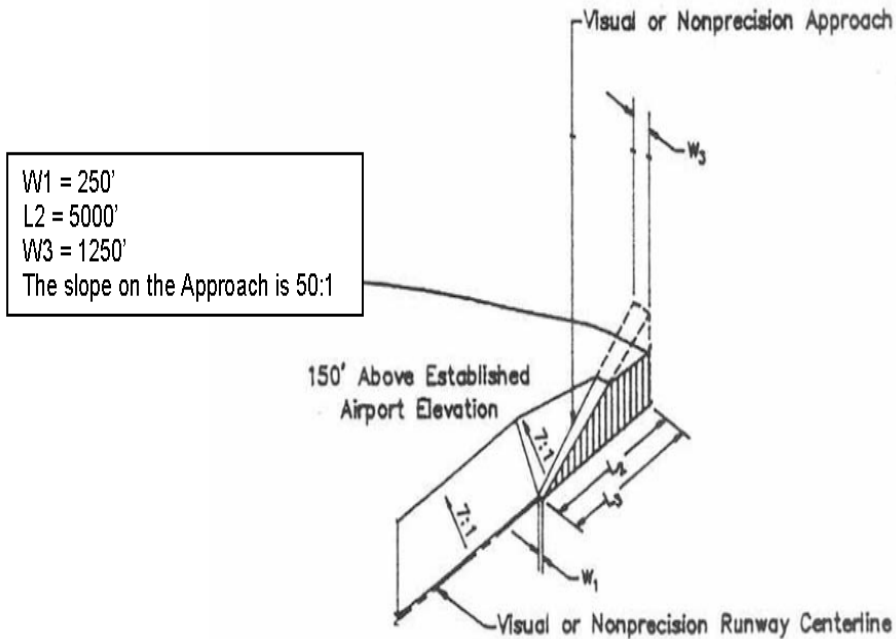 Visual or Nonprecision Approach
W3
W1 = 250'
L2 = 5000'
W3 = 1250'
The slope on the Approach is 50:1
150' Above Established
Airport Elevation
7:1
7:1
L2
L3
W1
Visual or Nonprecision Runway Centerline